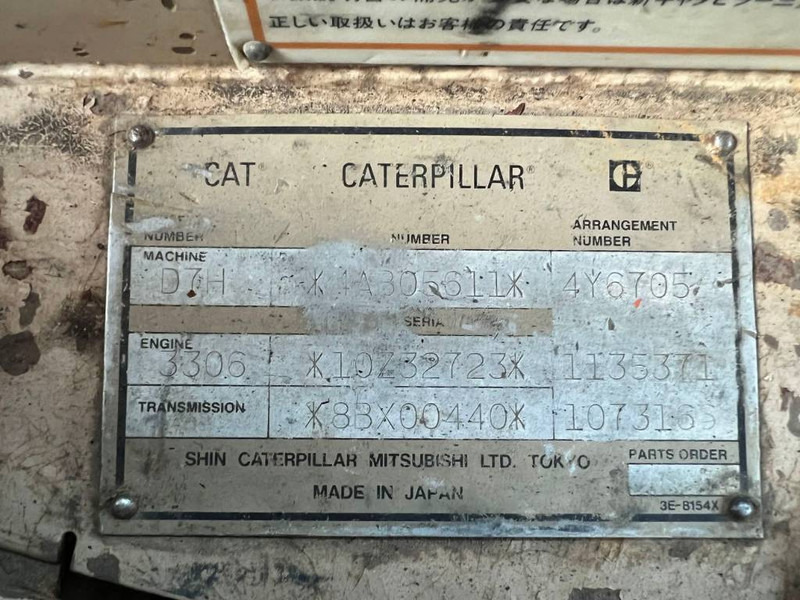 正しい取扱いはお客様の責任です。
CAT® CATERPILLAR®
NUMBER NUMBER ARRANGEMENT NUMBER
MACHINE D7H 4Y6705
SERIAL
ENGINE 3306 *10Z32723* 1135371
TRANSMISSION *8BX00440*
SHIN CATERPILLAR MITSUBISHI LTD. TOKYO
PARTS ORDER
MADE IN JAPAN
3E-8154X